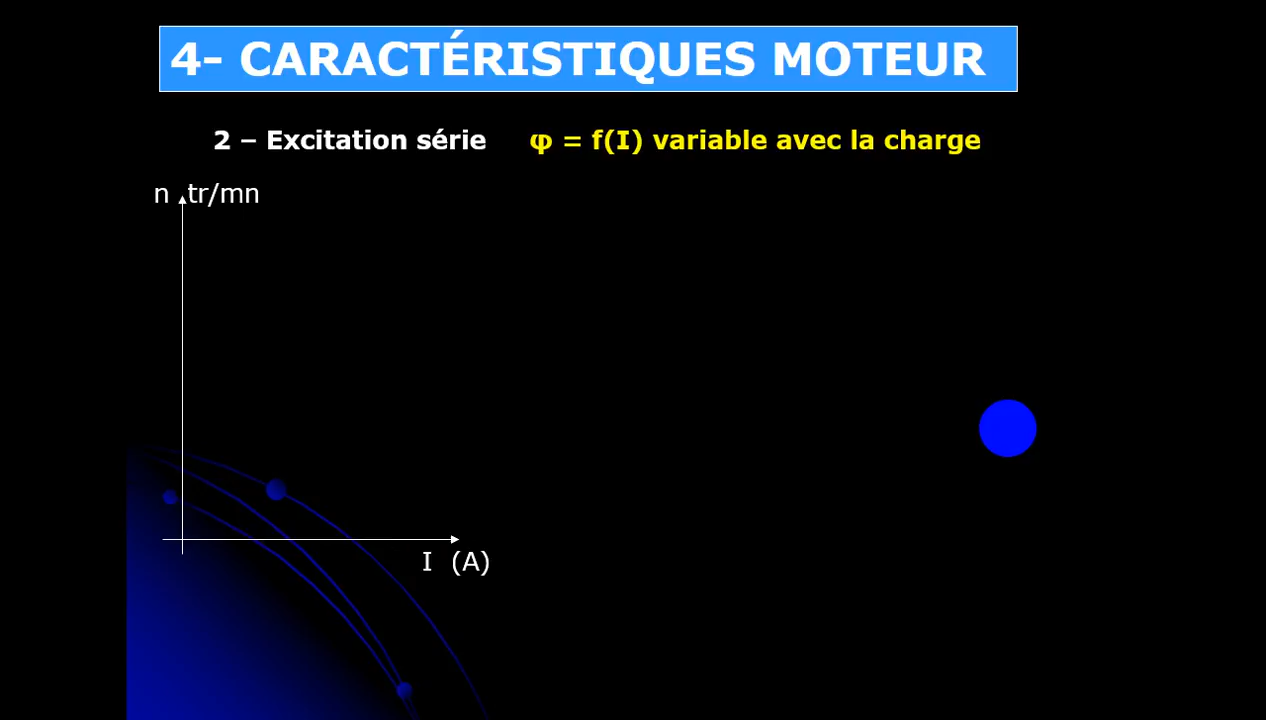 4- CARACTÉRISTIQUES MOTEUR
2 – Excitation série φ = f(I) variable avec la charge
n tr/mn
I (A)